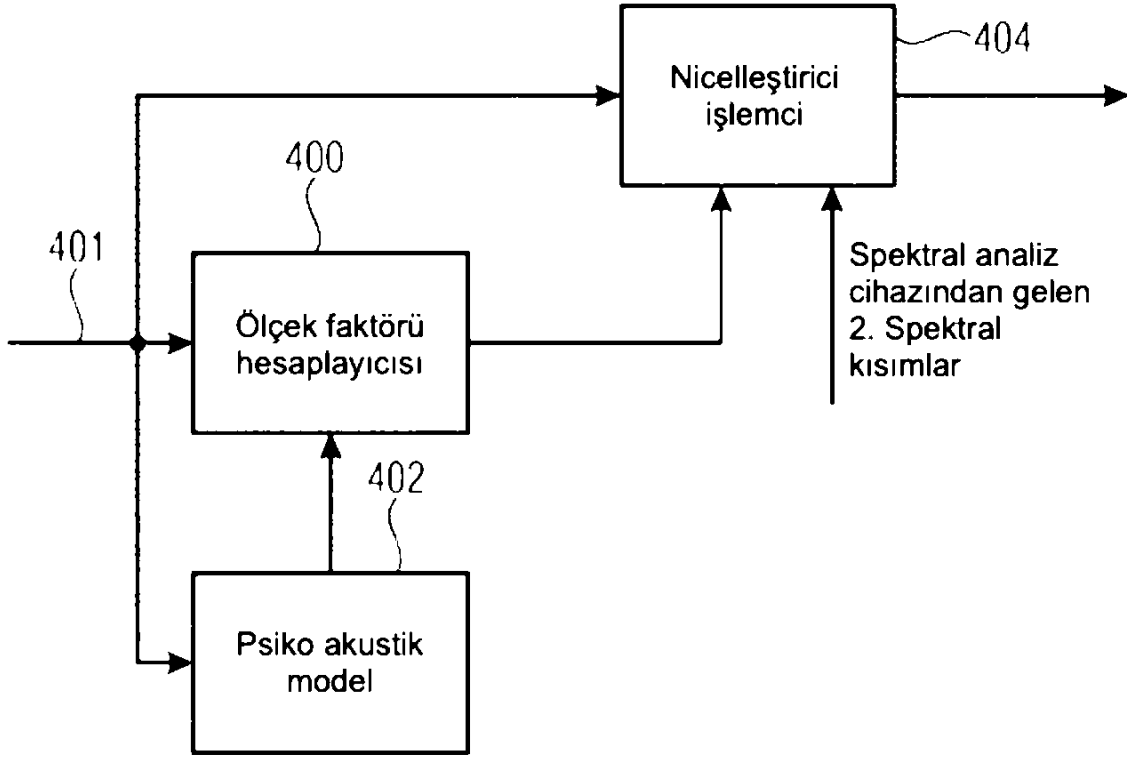 404
Nicelleştirici
işlemci
400
401
Ölçek faktörü
hesaplayıcısı
Spektral analiz
cihazından gelen
2. Spektral
kısımlar
402
Psiko akustik
model